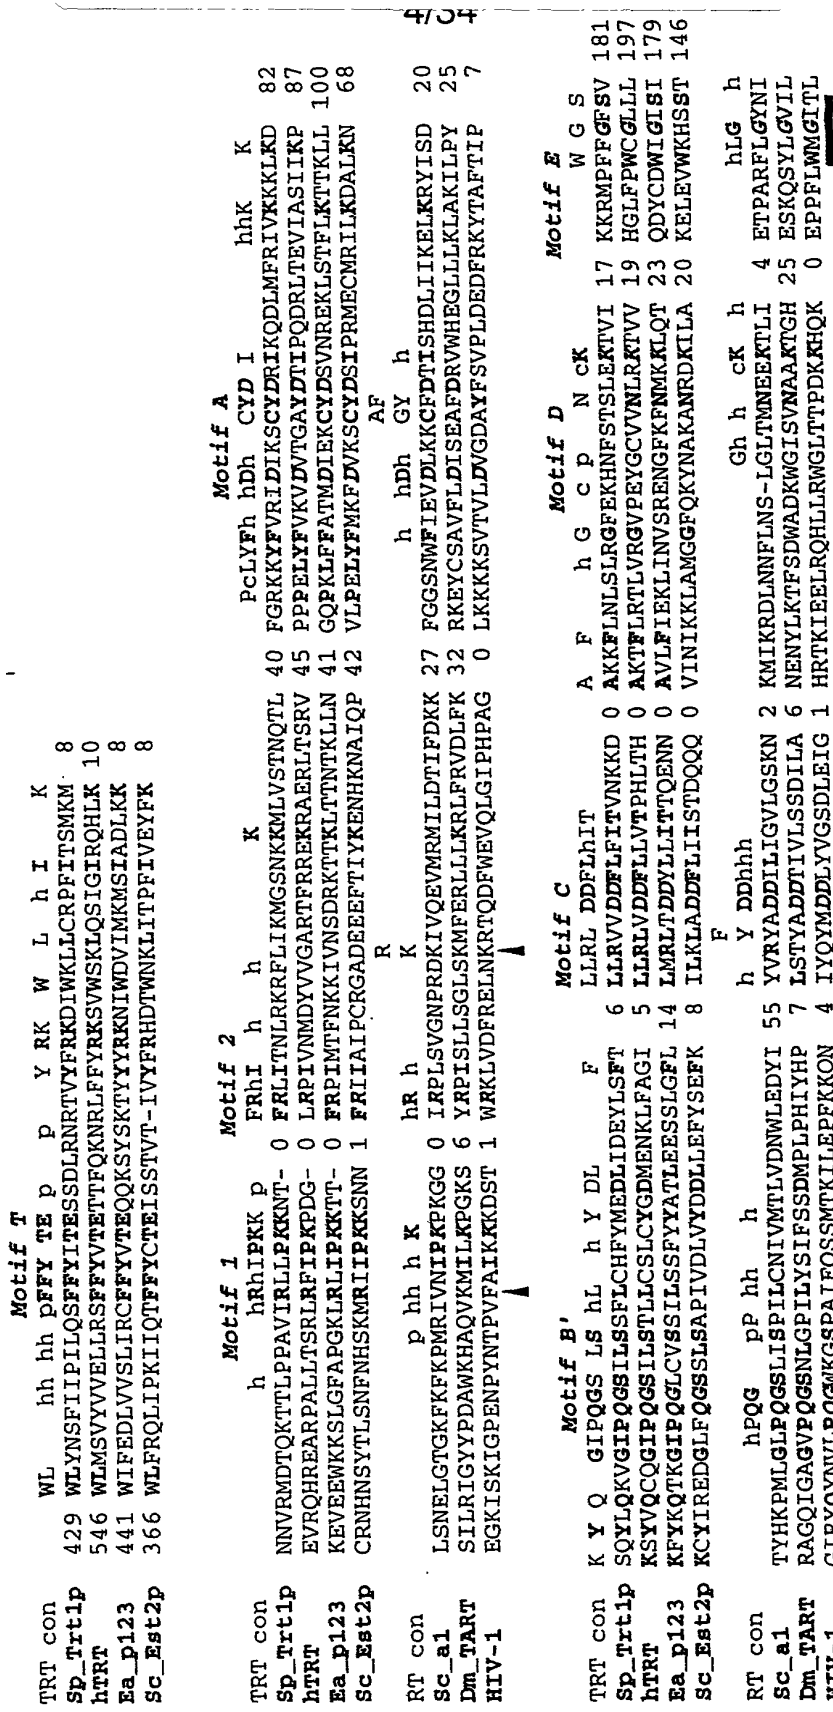 4/34
Motif T
TRT con WL hh hh pFFY TE p p Y RK W L h I K
Sp_Trt1p 429 WLYNSFIIPILQSFFYITESSDLRNRTVYFRKDIWKLLCRPFITSMKM 8
hTRT 546 WLMSVYVVELLRSFFYVTETTFQKNRLFFYRKSVWSKLQSIGIRQHLK 10
Ea_p123 441 WIFEDLVVSLIRCFFYVTEQQKSYSKTYYYRKNIWDVIMKMSIADLKK 8
Sc_Est2p 366 WLFRQLIPKIIQTFFYCTEISSTVT-IVYFRHDTWNKLITPFIVEYFK 8
Motif 1 Motif 2 Motif A
TRT con h hRhIPKK p FRhI h h K PcLYFh hDh CYD I hhK K
Sp_Trt1p NNVRMDTQKTTLPPAVIRLLPKKNT- 0 FRLITNLRKRFLIKMGSNKKMLVSTNQTL 40 FGRKKYFVRIDIKSCYDRIKQDLMFRIVKKKLKD 82
hTRT EVRQHREARPALLTSRLRFIPKPDG- 0 LRPIVNMDYVVGARTFRREKRAERLTSRV 45 PPPELYFVKVDVTGAYDTIPQDRLTEVIASIIKP 87
Ea_p123 KEVEEWKKSLGFAPGKLRLIPKKTT- 0 FRPIMTFNKKIVNSDRKTTKLTTNTKLLN 41 GQPKLFFATMDIEKCYDSVNREKLSTFLKTTKLL 100
Sc_Est2p CRNHNSYTLSNFNHSKMRIIPKKSNN 1 FRIIAIPCRGADEEEFTIYKENHKNAIQP 42 VLPELYFMKFDVKSCYDSIPRMECMRILKDALKN 68
R AF
RT con p hh h K hR h K h hDh GY h
Sc_a1 LSNELGTGKFKFKPMRIVNIPKPKGG 0 IRPLSVGNPRDKIVQEVMRMILDTIFDKK 27 FGGSNWFIEVDLKKCFDTISHDLIIKELKRYISD 20
Dm_TART SILRIGYYPDAWKHAQVKMILKPGKS 6 YRPISLLSGLSKMFERLLLKRLFRVDLFK 32 RKEYCSAVFLDISEAFDRVWHEGLLLKLAKILPY 25
HIV-1 EGKISKIGPENPYNTPVFAIKKKDST 1 WRKLVDFRELNKRTQDFWEVQLGIPHPAG 0 LKKKKSVTVLDVGDAYFSVPLDEDFRKYTAFTIP 7
Motif B' Motif C Motif D Motif E
TRT con K Y Q GIPQGS LS hL h Y DL F LLRL DDFLhIT A F h G c p N cK W G S
Sp_Trt1p SQYLQKVGIPQGSILSSFLCHFYMEDLIDEYLSFT 6 LLRVVDDFLFITVNKKD 0 AKKFLNLSLRGFEKHNFSTSLEKTVI 17 KKRMPFFGFSV 181
hTRT KSYVQCQGIPQGSILSTLLCSLCYGDMENKLFAGI 5 LLRLVDDFLLVTPHLTH 0 AKTFLRTLVRGVPEYGCVVNLRKTVV 19 HGLFPWCGLLL 197
Ea_p123 KFYKQTKGIPQGLCVSSILSSFYYATLEESSLGFL 14 LMRLTDDYLLITTQENN 0 AVLFIEKLINVSRENGFKFNMKKLQT 23 QDYCDWIGISI 179
Sc_Est2p KCYIREDGLFQGSSLSAPIVDLVYDDLLEFYSEFK 8 ILKLADDFLIISTDQQQ 0 VINIKKLAMGGFQKYNAKANRDKILA 20 KELEVWKHSST 146
F
RT con hPQG pP hh h h Y DDhhh Gh h cK h hLG h
Sc_a1 TYHKPMLGLPQGSLISPILCNIVMTLVDNWLEDYI 55 YVRYADDILIGVLGSKN 2 KMIKRDLNNFLNS-LGLTMNEEKTLI 4 ETPARFLGYNI
Dm_TART RAGQIGAGVPQGSNLGPILYSIFSSDMPLPHIYHP 7 LSTYADDTIVLSSDILA 6 NENYLKTFSDWADKWGISVNAAKTGH 25 ESKQSYLGVIL
HIV-1 GIRYQYNVLPQGWKGSPAIFQSSMTKILEPFKKQN 4 IYQYMDDLYVGSDLEIG 1 HRTKIEELRQHLLRWGLTTPDKKHQK 0 EPPFLWMGITL